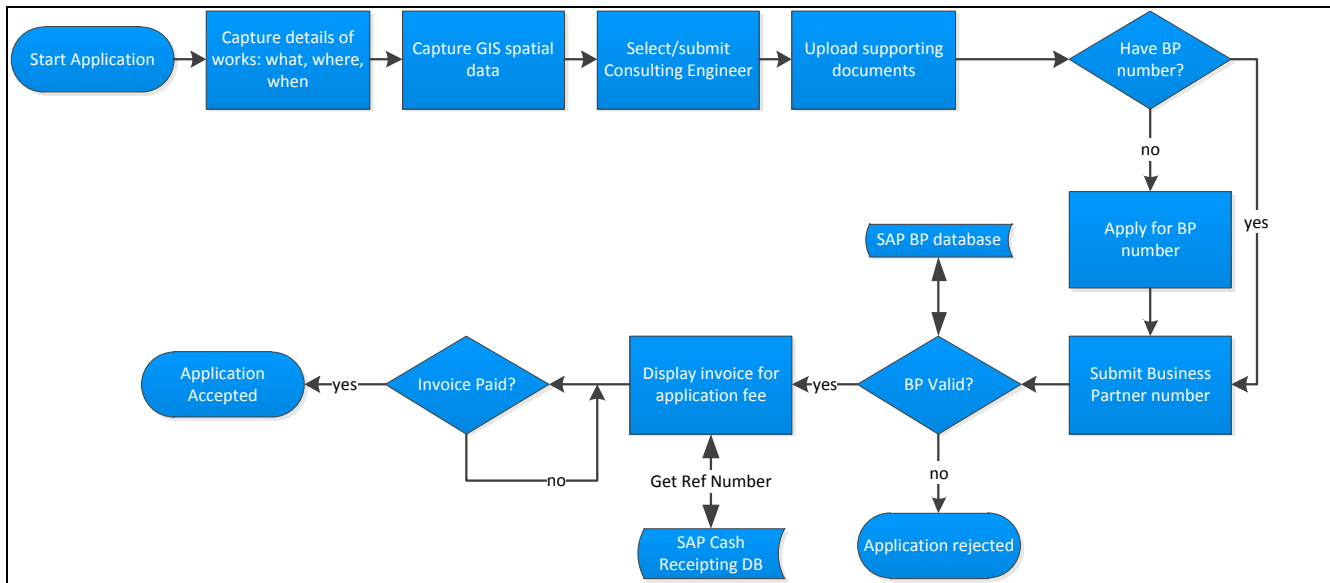 Start Application
Capture details of
works: what, where,
when
Capture GIS spatial
data
Select/submit
Consulting Engineer
Upload supporting
documents
Have BP
number?
no
yes
Apply for BP
number
SAP BP database
Submit Business
Partner number
BP Valid?
yes
no
Application rejected
Display invoice for
application fee
Get Ref Number
SAP Cash
Receipting DB
Invoice Paid?
no
yes
Application
Accepted